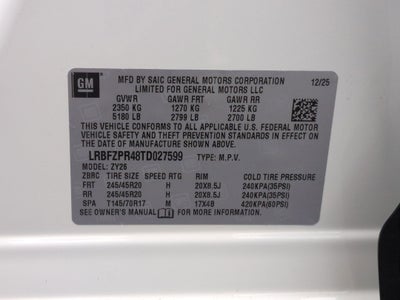 GM
MFD BY SAIC GENERAL MOTORS CORPORATION 12/25
LIMITED FOR GENERAL MOTORS LLC
GVWR GAWR FRT GAWR RR
2350 KG 1270 KG 1225 KG
5180 LB 2799 LB 2700 LB
THIS VEHICLE CONFORMS TO ALL APPLICABLE U.S.
FEDERAL MOTOR VEHICLE SAFETY, BUMPER, AND
THEFT PREVENTION STANDARDS IN EFFECT ON
THE DATE OF MANUFACTURE SHOWN ABOVE.
LRBFZPR48TD027599 TYPE: M.P.V.
MODEL: ZY26
ZBRC TIRE SIZE SPEED RTG RIM COLD TIRE PRESSURE
FRT 245/45R20 H 20X8.5J 240KPA(35PSI)
RR 245/45R20 H 20X8.5J 240KPA(35PSI)
SPA T145/70R17 M 17X4B 420KPA(60PSI)
SEE OWNER'S MANUAL FOR MORE INFORMATION.